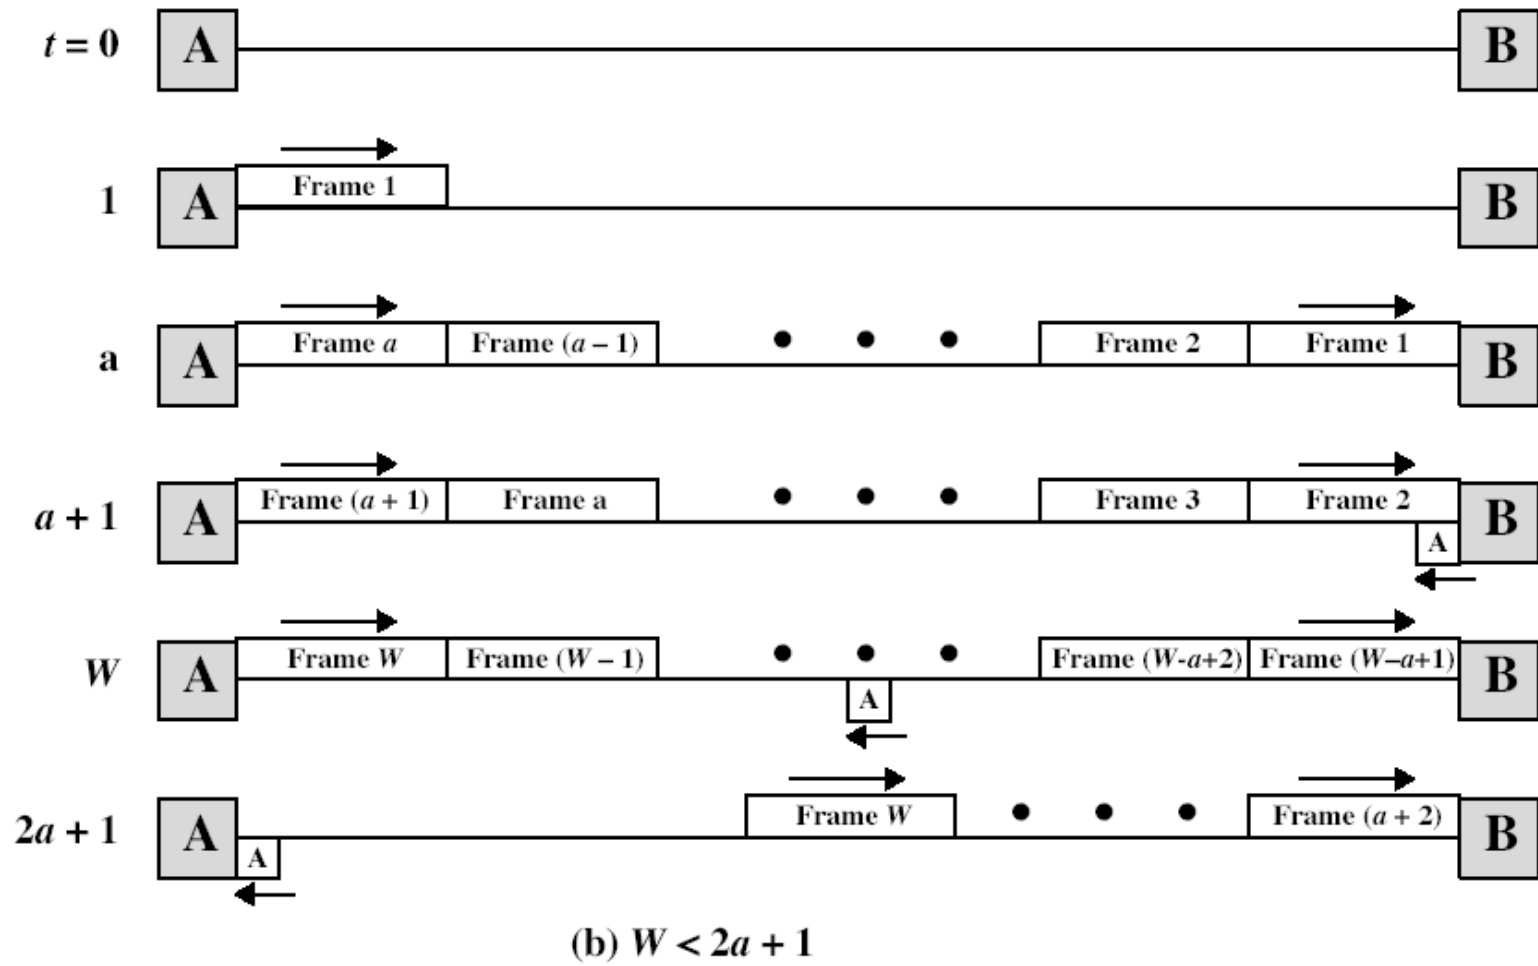 t = 0 A B
Frame 1
1 A B
Frame a Frame (a – 1) • • • Frame 2 Frame 1
a A B
Frame (a + 1) Frame a • • • Frame 3 Frame 2
a + 1 A B
A
Frame W Frame (W – 1) • • • Frame (W-a+2) Frame (W–a+1)
W A B
A
Frame W • • • Frame (a + 2)
2a + 1 A B
A
(b) W < 2a + 1